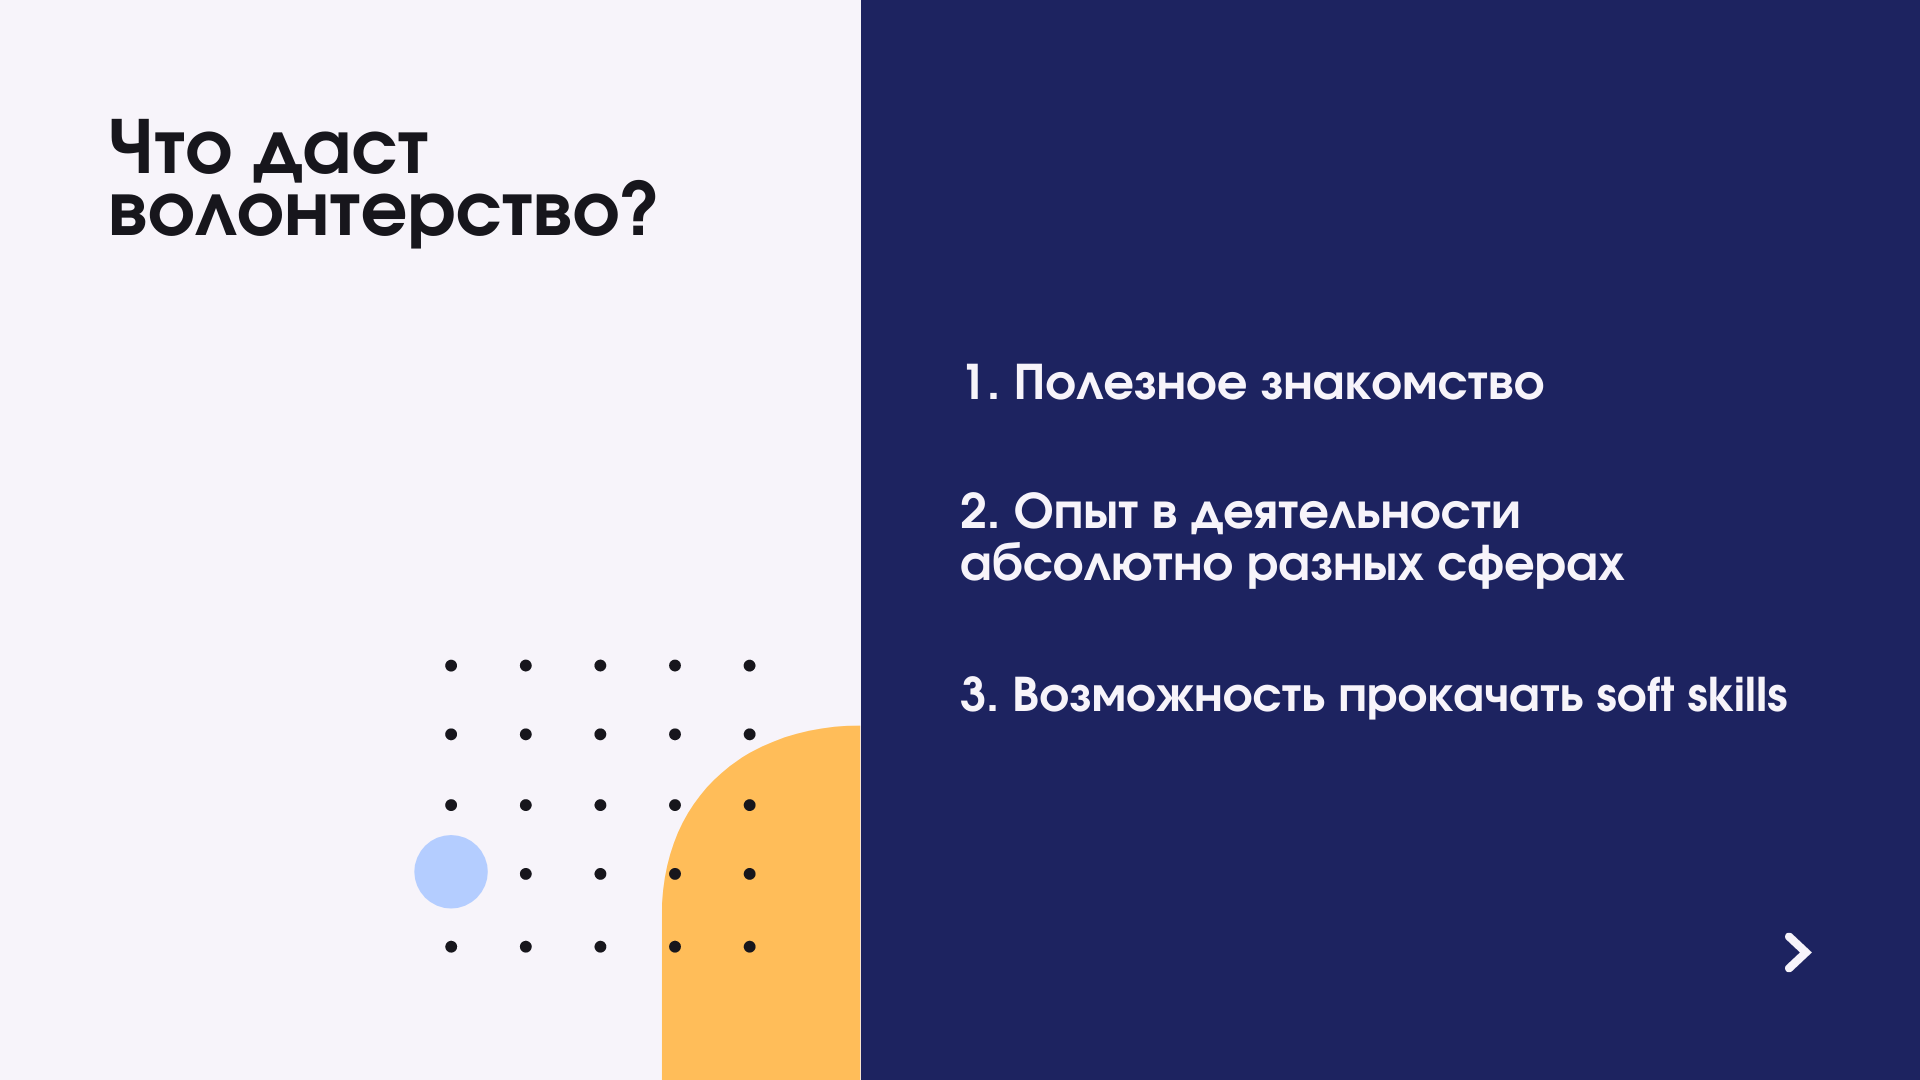 Что даст
волонтерство?
1. Полезное знакомство
2. Опыт в деятельности
абсолютно разных сферах
3. Возможность прокачать soft skills